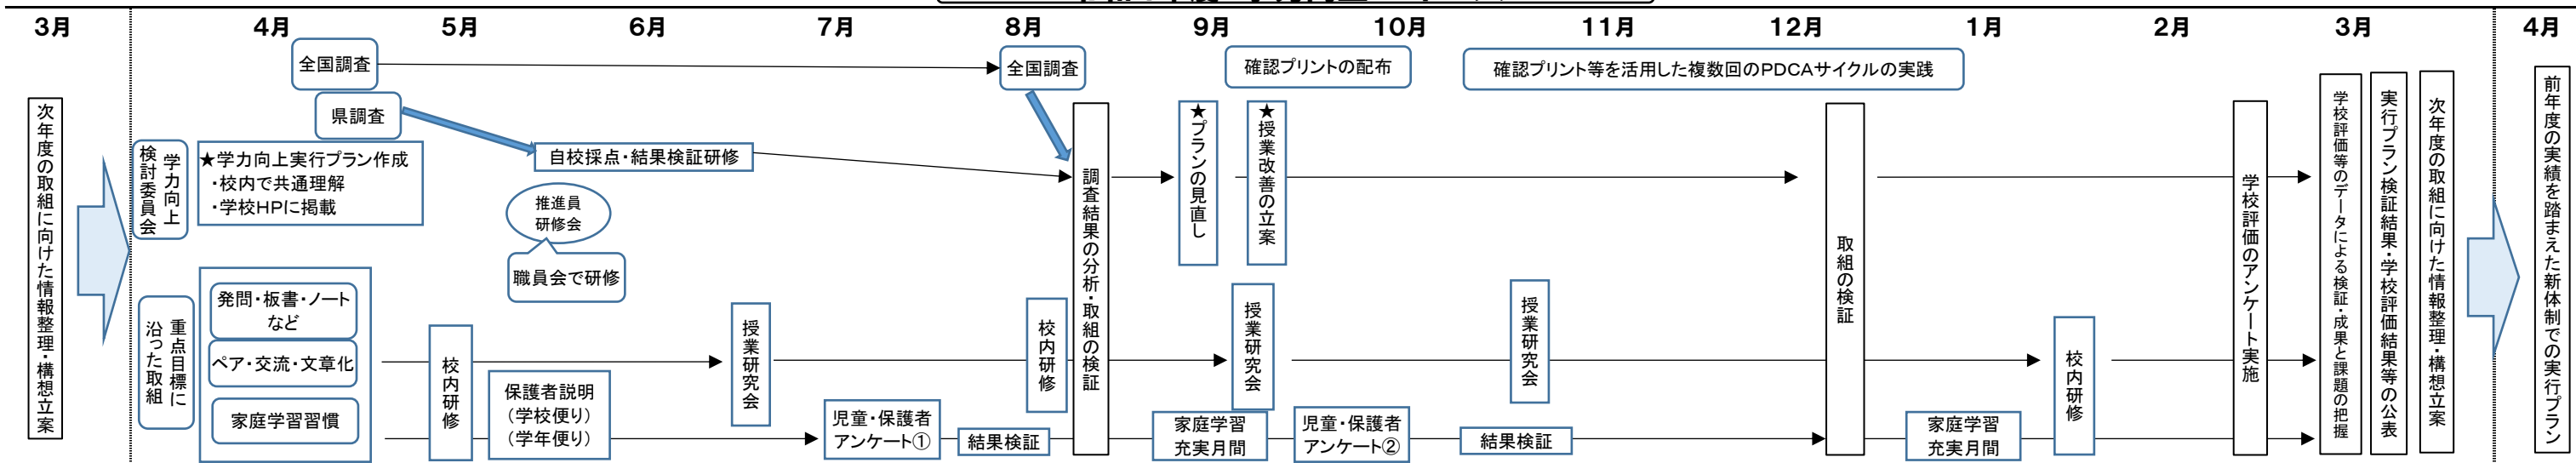 3月
4月
5月
6月
7月
8月
9月
10月
11月
12月
1月
2月
3月
4月
全国調査
全国調査
確認プリントの配布
確認プリント等を活用した複数回のPDCAサイクルの実践
県調査
次年度の取組に向けた情報整理・構想立案
学力向上
検討委員会
★学力向上実行プラン作成
・校内で共通理解
・学校HPに掲載
自校採点・結果検証研修
推進員
研修会
職員会で研修
調査結果の分析・取組の検証
★プランの見直し
★授業改善の立案
取組の検証
学校評価のアンケート実施
学校評価等のデータによる検証・成果と課題の把握
実行プラン検証結果・学校評価結果等の公表
次年度の取組に向けた情報整理・構想立案
前年度の実績を踏まえた新体制での実行プラン
重点目標に
沿った取組
発問・板書・ノート
など
ペア・交流・文章化
家庭学習習慣
校内研修
保護者説明
(学校便り)
(学年便り)
授業研究会
児童・保護者
アンケート①
結果検証
校内研修
授業研究会
家庭学習
充実月間
児童・保護者
アンケート②
授業研究会
結果検証
家庭学習
充実月間
校内研修